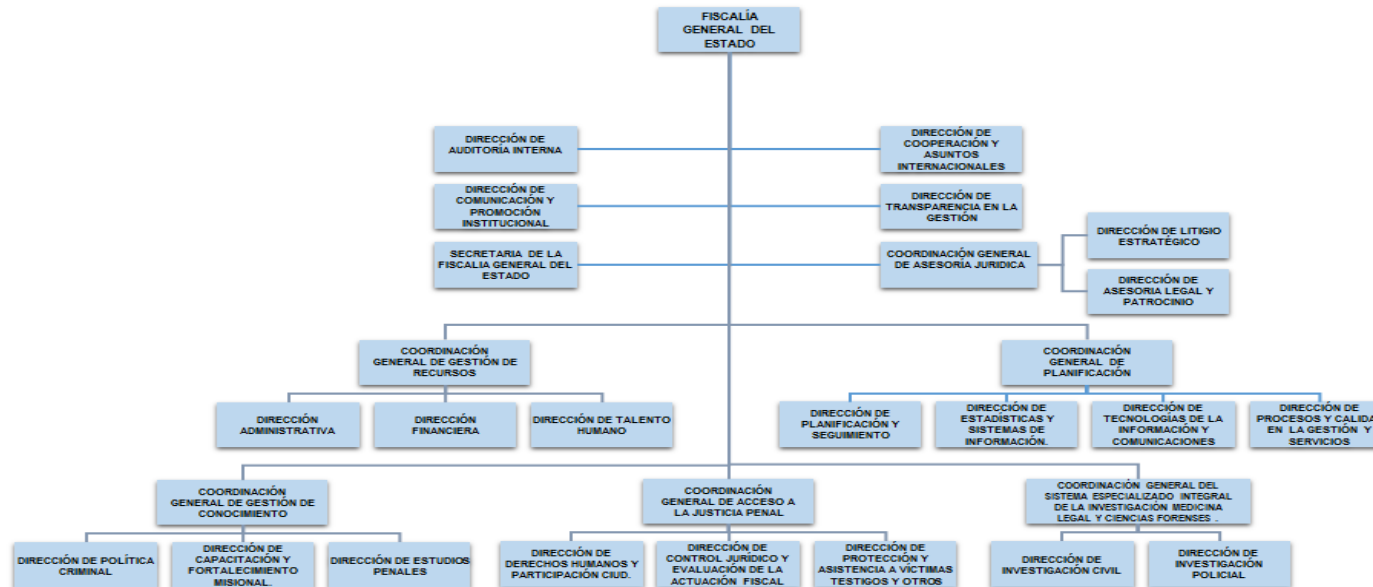 FISCALÍA
GENERAL DEL
ESTADO
DIRECCIÓN DE
AUDITORÍA INTERNA
DIRECCIÓN DE
COOPERACIÓN Y
ASUNTOS
INTERNACIONALES
DIRECCIÓN DE
COMUNICACIÓN Y
PROMOCIÓN
INSTITUCIONAL
DIRECCIÓN DE
TRANSPARENCIA EN LA
GESTIÓN
SECRETARIA DE LA
FISCALIA GENERAL DEL
ESTADO
COORDINACIÓN GENERAL
DE ASESORÍA JURIDICA
DIRECCIÓN DE LITIGIO
ESTRATÉGICO
DIRECCIÓN DE
ASESORIA LEGAL Y
PATROCINIO
COORDINACIÓN
GENERAL DE GESTIÓN DE
RECURSOS
COORDINACIÓN
GENERAL DE
PLANIFICACIÓN
DIRECCIÓN
ADMINISTRATIVA
DIRECCIÓN
FINANCIERA
DIRECCIÓN DE TALENTO
HUMANO
DIRECCIÓN DE
PLANIFICACIÓN Y
SEGUIMIENTO
DIRECCIÓN DE
ESTADÍSTICAS Y
SISTEMAS DE
INFORMACIÓN.
DIRECCIÓN DE
TECNOLOGÍAS DE LA
INFORMACIÓN Y
COMUNICACIONES
DIRECCIÓN DE
PROCESOS Y CALIDA
EN LA GESTIÓN Y
SERVICIOS
COORDINACIÓN
GENERAL DE GESTIÓN DE
CONOCIMIENTO
COORDINACIÓN
GENERAL DE ACCESO A
LA JUSTICIA PENAL
COORDINACIÓN GENERAL DEL
SISTEMA ESPECIALIZADO INTEGRAL
DE LA INVESTIGACIÓN MEDICINA
LEGAL Y CIENCIAS FORENSES .
DIRECCIÓN DE POLÍTICA
CRIMINAL
DIRECCIÓN DE
CAPACITACIÓN Y
FORTALECIMIENTO
MISIONAL.
DIRECCIÓN DE ESTUDIOS
PENALES
DIRECCIÓN DE
DERECHOS HUMANOS Y
PARTICIPACIÓN CIUD.
DIRECCIÓN DE
CONTROL JURÍDICO Y
EVALUACIÓN DE LA
ACTUACIÓN FISCAL
DIRECCIÓN DE
PROTECCIÓN Y
ASISTENCIA A VÍCTIMAS
TESTIGOS Y OTROS
DIRECCIÓN DE
INVESTIGACIÓN CIVIL
DIRECCIÓN DE
INVESTIGACIÓN
POLICIAL